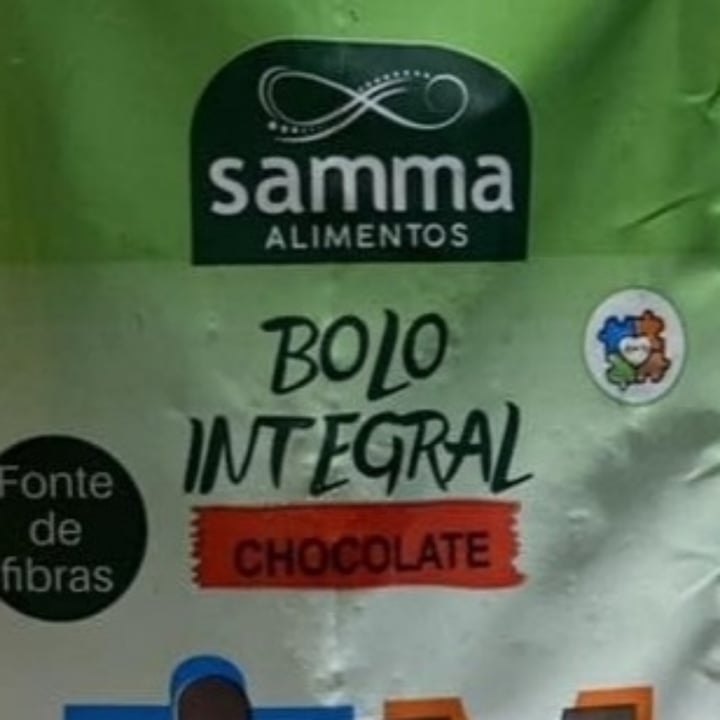 samma
ALIMENTOS
BOLO
INTEGRAL
CHOCOLATE
Fonte
de
fibras